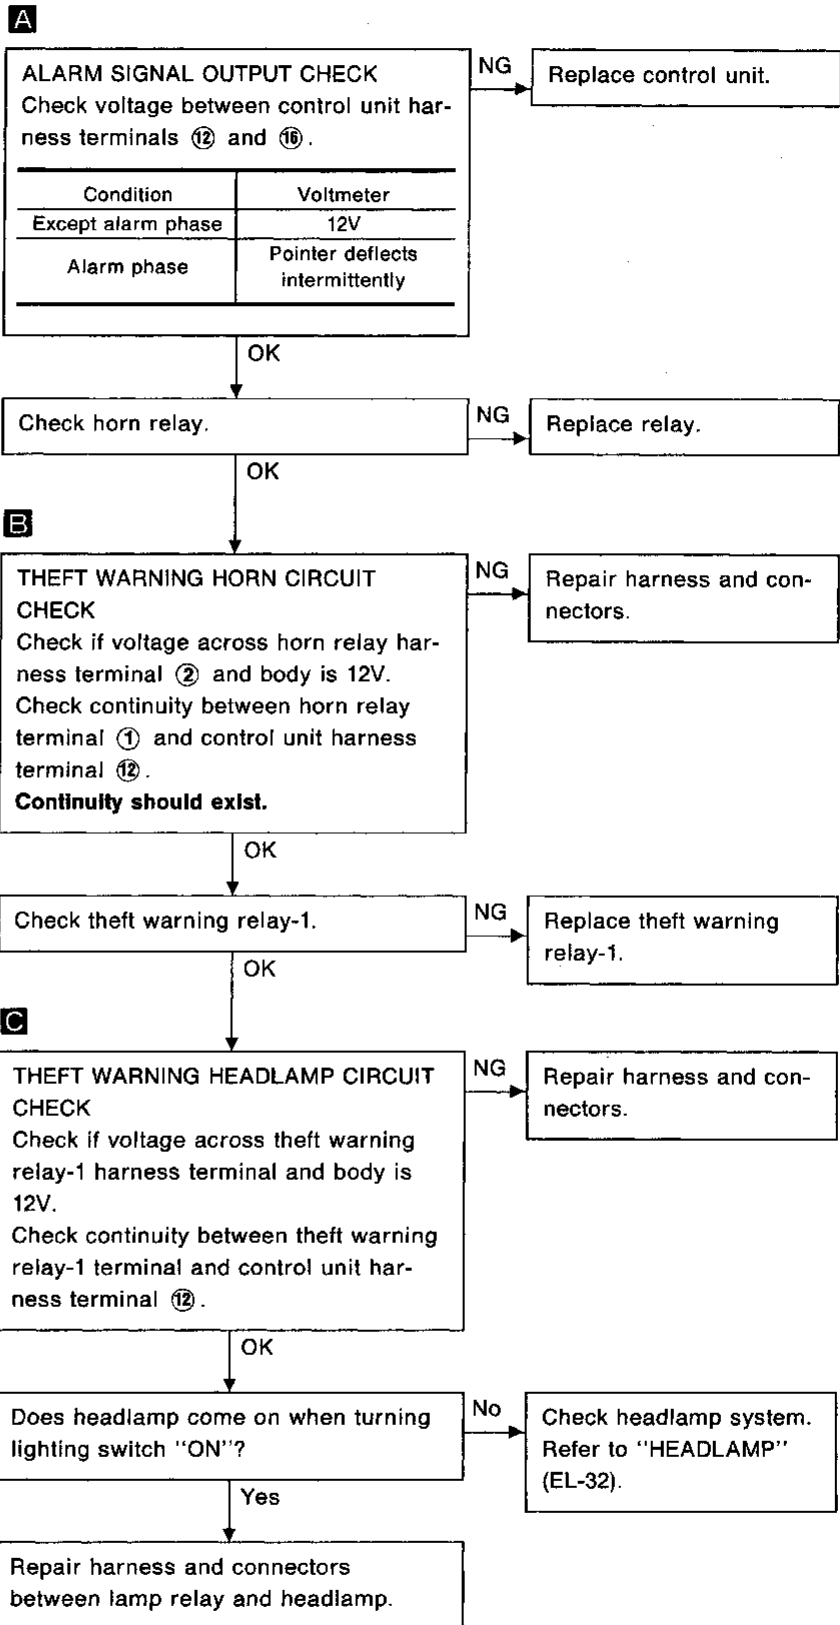 A
ALARM SIGNAL OUTPUT CHECK
Check voltage between control unit har-
ness terminals ⑫ and ⑯.
Condition Voltmeter
Except alarm phase 12V
Alarm phase Pointer deflects
intermittently
NG
Replace control unit.
OK
Check horn relay.
NG
Replace relay.
OK
B
THEFT WARNING HORN CIRCUIT
CHECK
Check if voltage across horn relay har-
ness terminal ② and body is 12V.
Check continuity between horn relay
terminal ① and control unit harness
terminal ⑫.
Continuity should exist.
NG
Repair harness and con-
nectors.
OK
Check theft warning relay-1.
NG
Replace theft warning
relay-1.
OK
C
THEFT WARNING HEADLAMP CIRCUIT
CHECK
Check if voltage across theft warning
relay-1 harness terminal and body is
12V.
Check continuity between theft warning
relay-1 terminal and control unit har-
ness terminal ⑫.
NG
Repair harness and con-
nectors.
OK
Does headlamp come on when turning
lighting switch "ON"?
No
Check headlamp system.
Refer to "HEADLAMP"
(EL-32).
Yes
Repair harness and connectors
between lamp relay and headlamp.